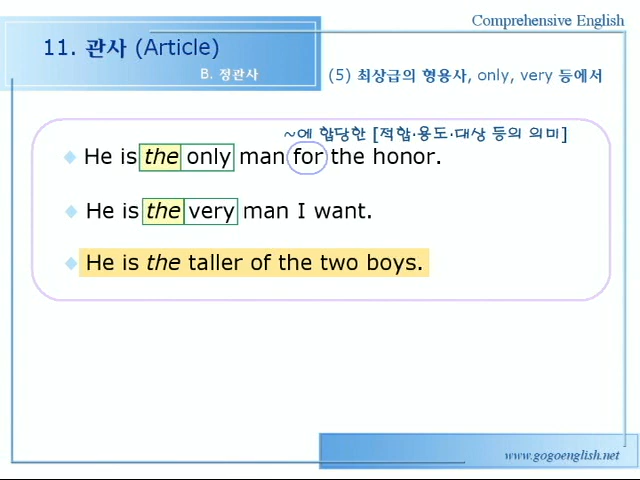 Comprehensive English
11. 관사 (Article)
B. 정관사
(5) 최상급의 형용사, only, very 등에서
~에 합당한 [적합·용도·대상 등의 의미]
He is the only man for the honor.
He is the very man I want.
He is the taller of the two boys.
www.gogoenglish.net